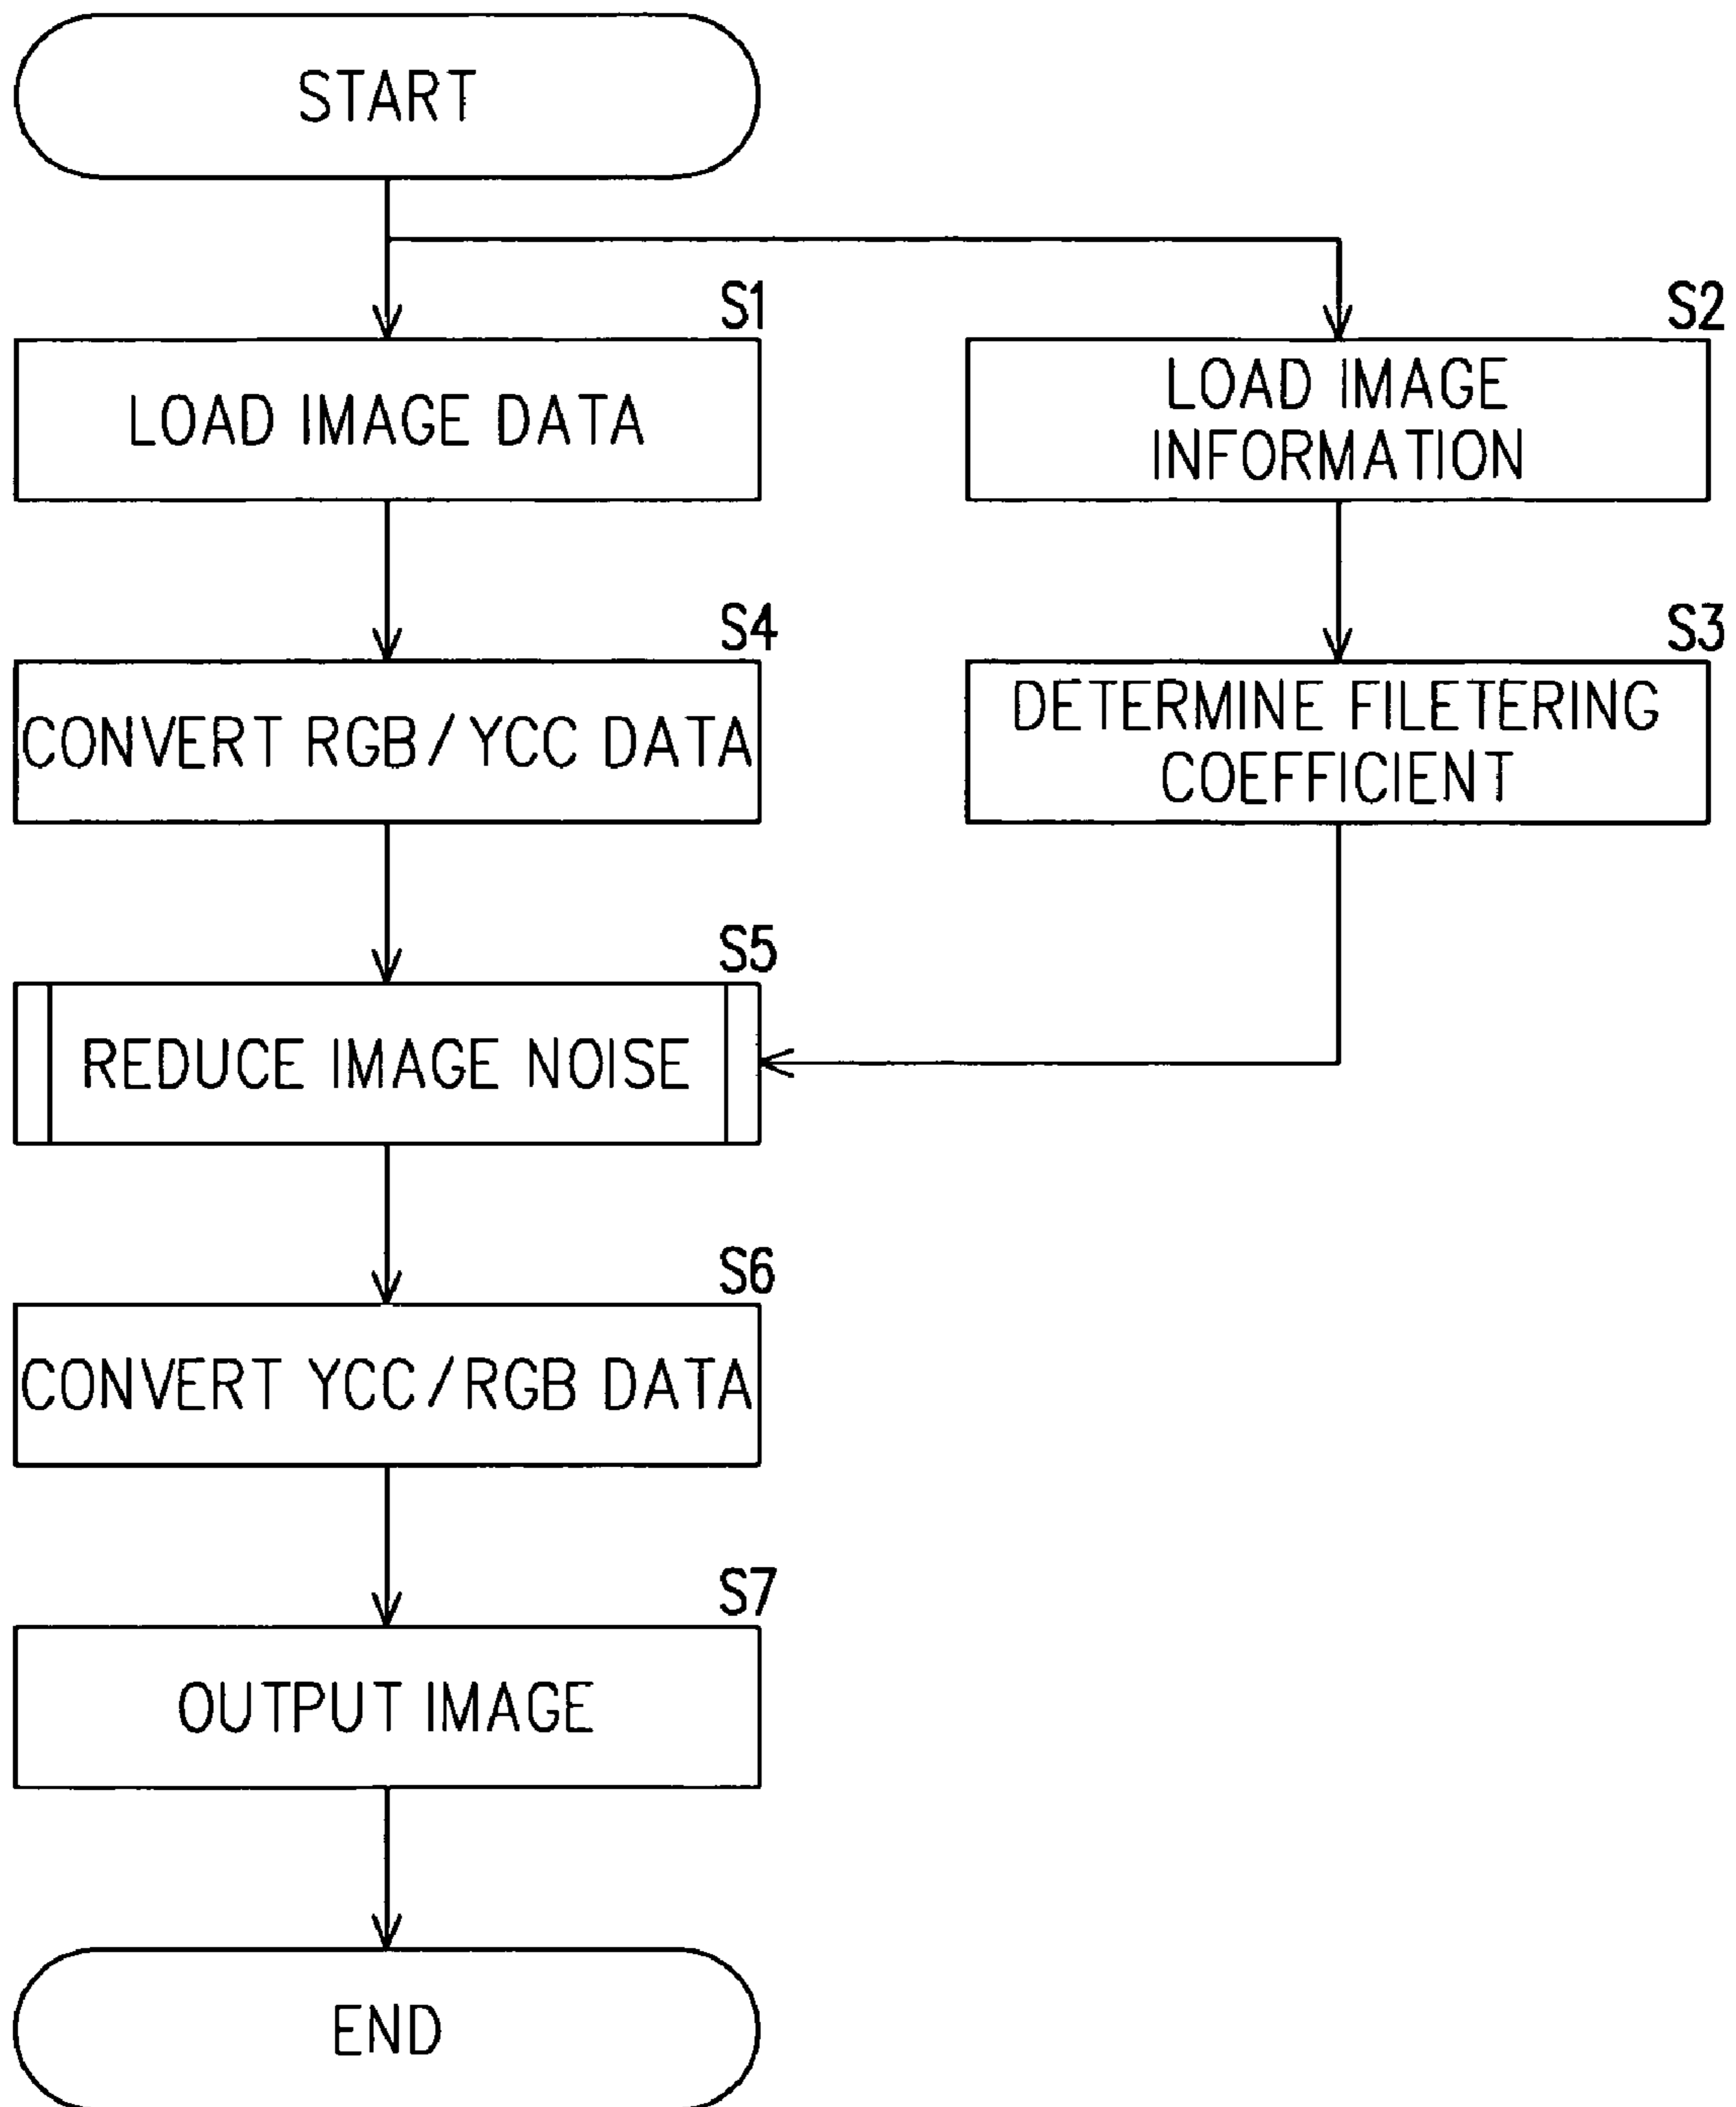 START
S1
LOAD IMAGE DATA
S2
LOAD IMAGE
INFORMATION
S4
CONVERT RGB/YCC DATA
S3
DETERMINE FILETERING
COEFFICIENT
S5
REDUCE IMAGE NOISE
S6
CONVERT YCC/RGB DATA
S7
OUTPUT IMAGE
END